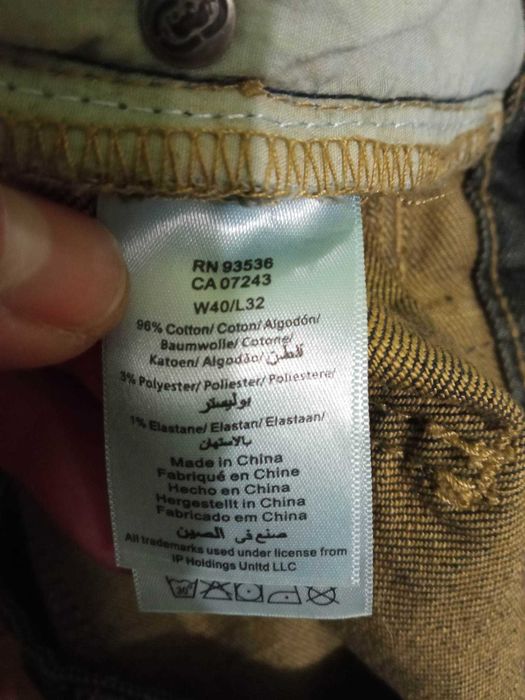 RN 93536
CA 07243
W40/L32
96% Cotton/ Coton/ Algodón/
Baumwolle/ Cotone/
Katoen/ Algodão/ قطن
3% Polyester/ Poliester/ Poliestere/
بوليستر
1% Elastane/ Elastan/ Elastaan/
بالاستهان
Made in China
Fabriqué en Chine
Hecho en China
Hergestellt in China
Fabricado em China
صنع في الصين
All trademarks used under license from
IP Holdings Unltd LLC
30°